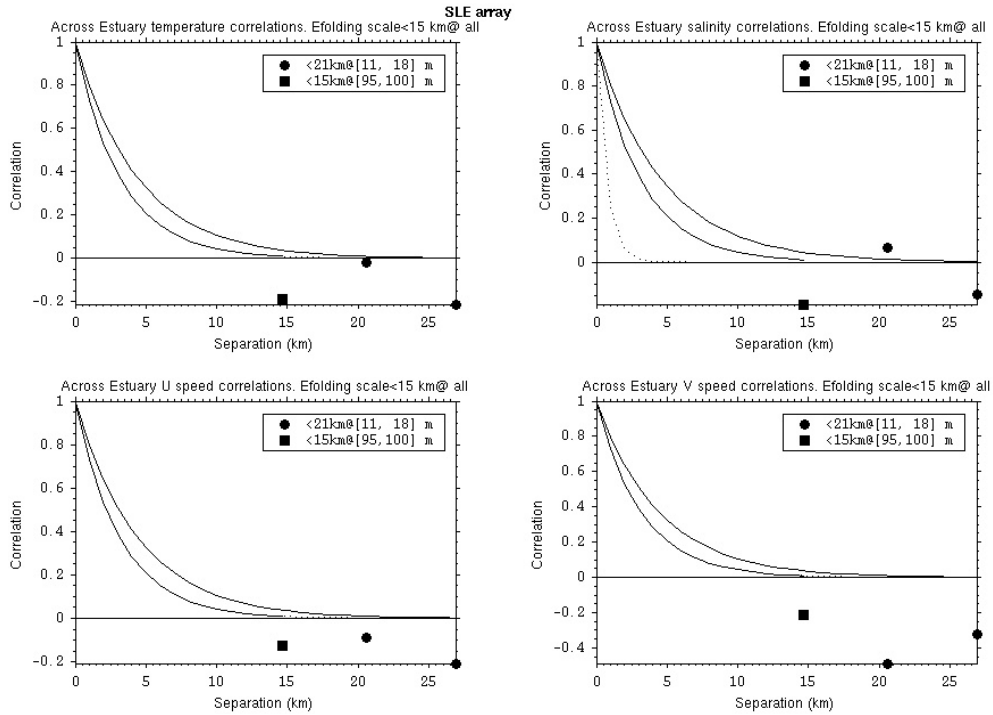 SLE array
Across Estuary temperature correlations. Efolding scale<15 km@ all
Across Estuary salinity correlations. Efolding scale<15 km@ all
1
0.8
0.6
0.4
0.2
0
-0.2
Correlation
<21km@[11, 18] m
<15km@[95,100] m
0
5
10
15
20
25
Separation (km)
1
0.8
0.6
0.4
0.2
0
Correlation
<21km@[11, 18] m
<15km@[95,100] m
0
5
10
15
20
25
Separation (km)
Across Estuary U speed correlations. Efolding scale<15 km@ all
Across Estuary V speed correlations. Efolding scale<15 km@ all
1
0.8
0.6
0.4
0.2
0
-0.2
Correlation
<21km@[11, 18] m
<15km@[95,100] m
0
5
10
15
20
25
Separation (km)
1
0.8
0.6
0.4
0.2
0
-0.2
-0.4
Correlation
<21km@[11, 18] m
<15km@[95,100] m
0
5
10
15
20
25
Separation (km)